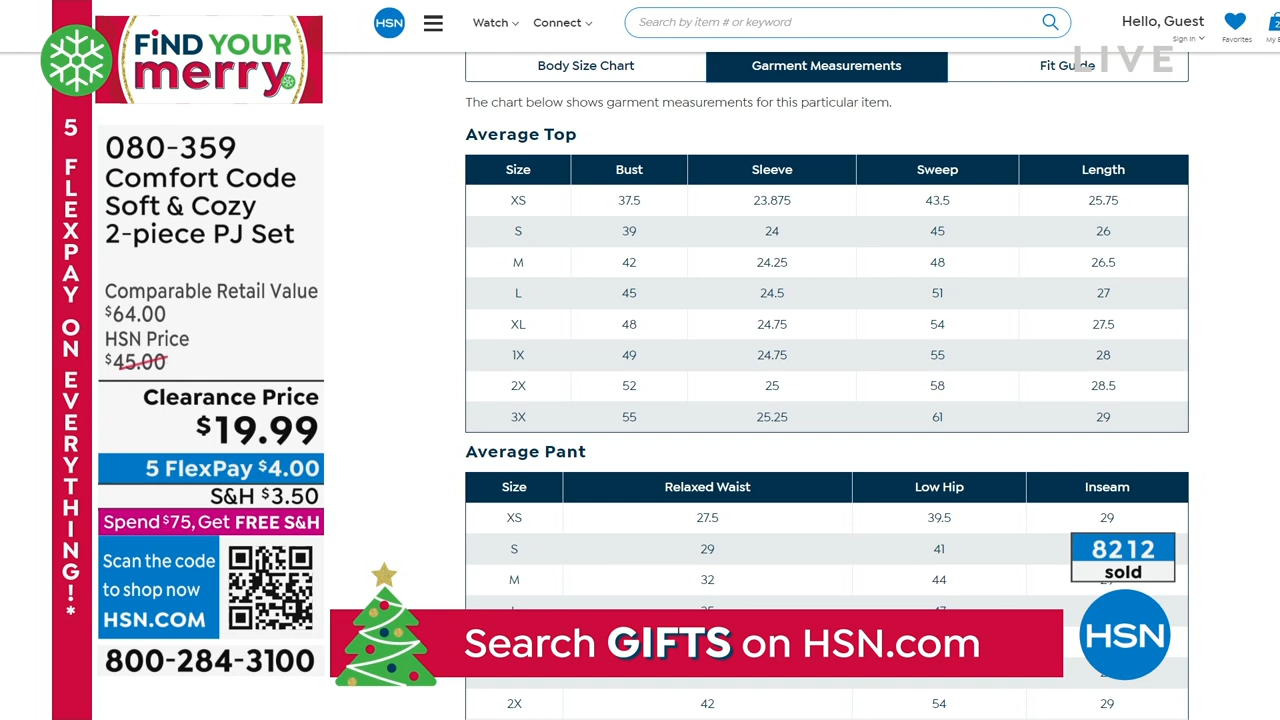 FiND YOUR
merry.
5 FLEXPAY ON EVERYTHING!*
080-359
Comfort Code
Soft & Cozy
2-piece PJ Set
Comparable Retail Value
$64.00
HSN Price
$45.00
Clearance Price
$19.99
5 FlexPay $4.00
S&H $3.50
Spend $75, Get FREE S&H
Scan the code
to shop now
HSN.COM
800-284-3100
HSN
Watch
Connect
Search by item # or keyword
Hello, Guest
Sign In
Favorites
2
LIVE
Body Size Chart
Garment Measurements
Fit Guide
The chart below shows garment measurements for this particular item.
Average Top
Size Bust Sleeve Sweep Length
XS 37.5 23.875 43.5 25.75
S 39 24 45 26
M 42 24.25 48 26.5
L 45 24.5 51 27
XL 48 24.75 54 27.5
1X 49 24.75 55 28
2X 52 25 58 28.5
3X 55 25.25 61 29
Average Pant
Size Relaxed Waist Low Hip Inseam
XS 27.5 39.5 29
S 29 41
M 32 44
2X 42 54 29
8212
sold
Search GIFTS on HSN.com
HSN